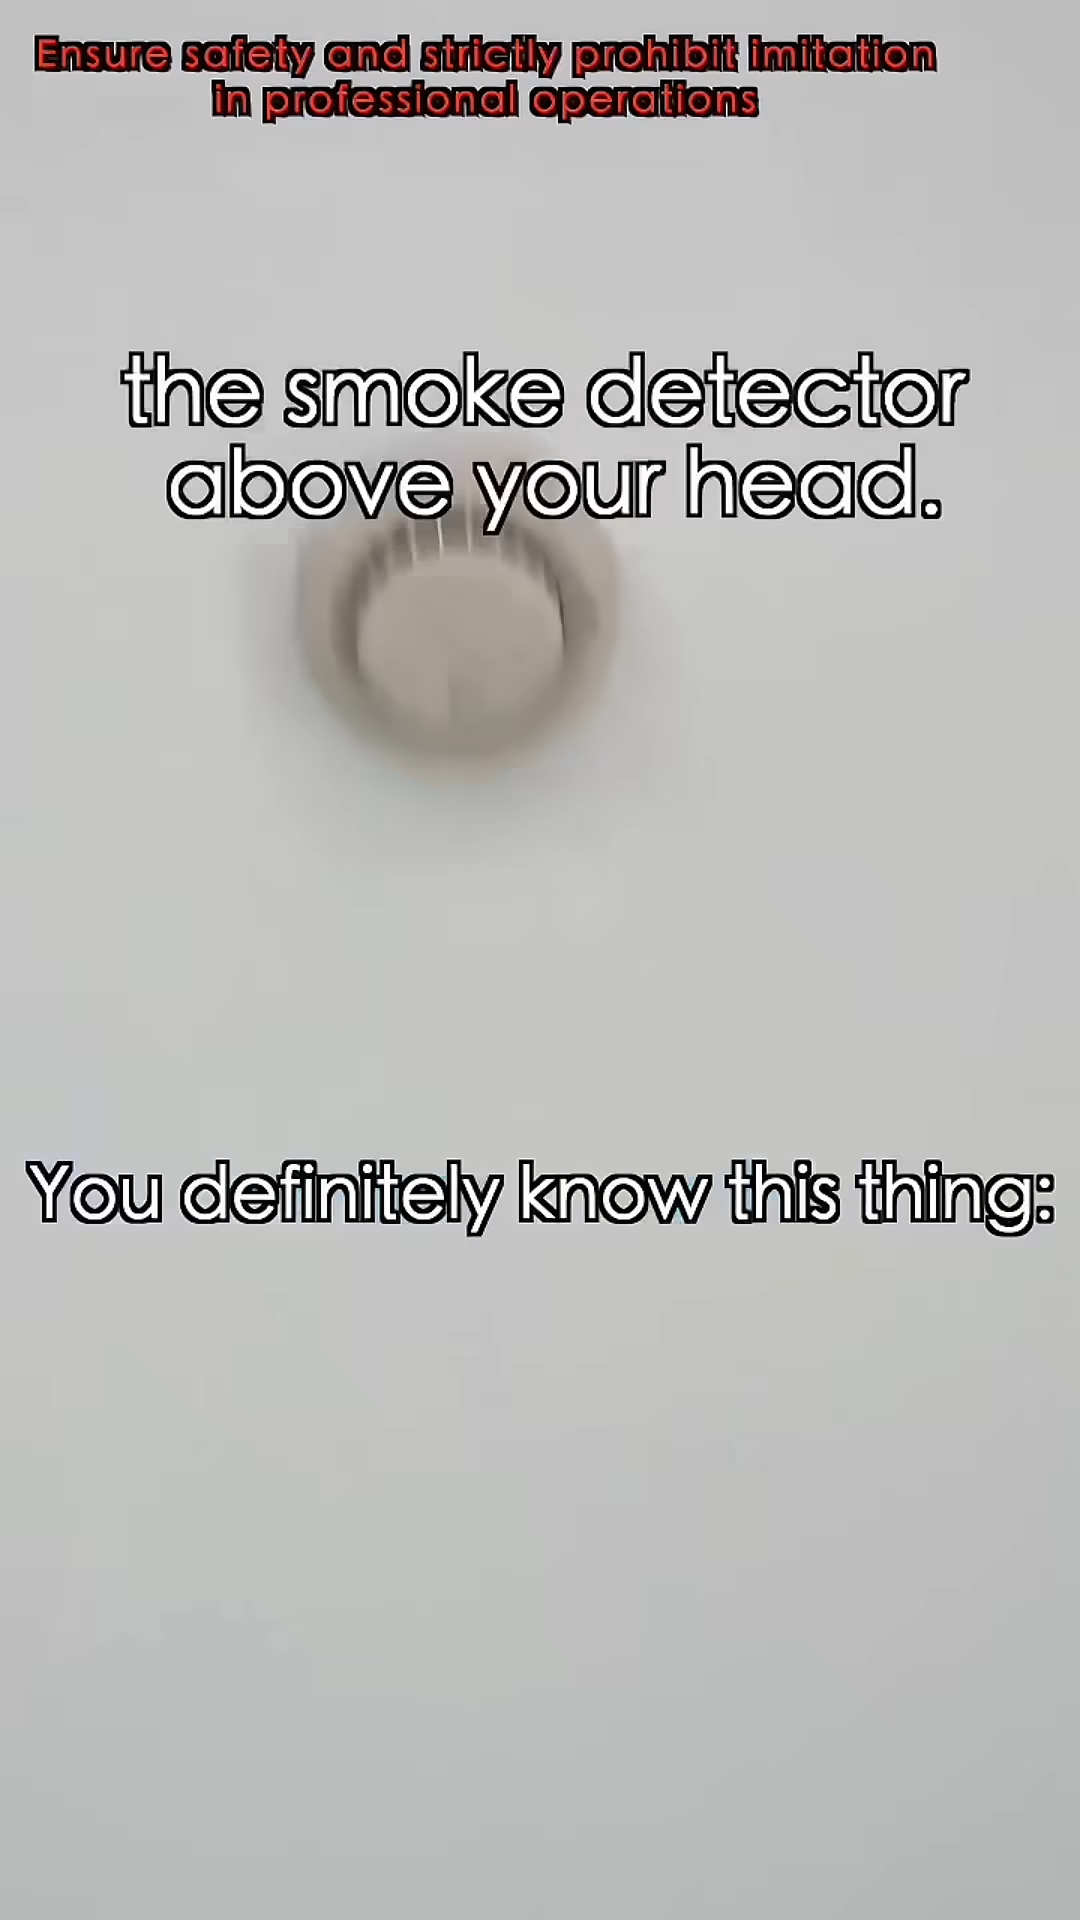 Ensure safety and strictly prohibit imitation
in professional operations
the smoke detector
above your head.
You definitely know this thing: